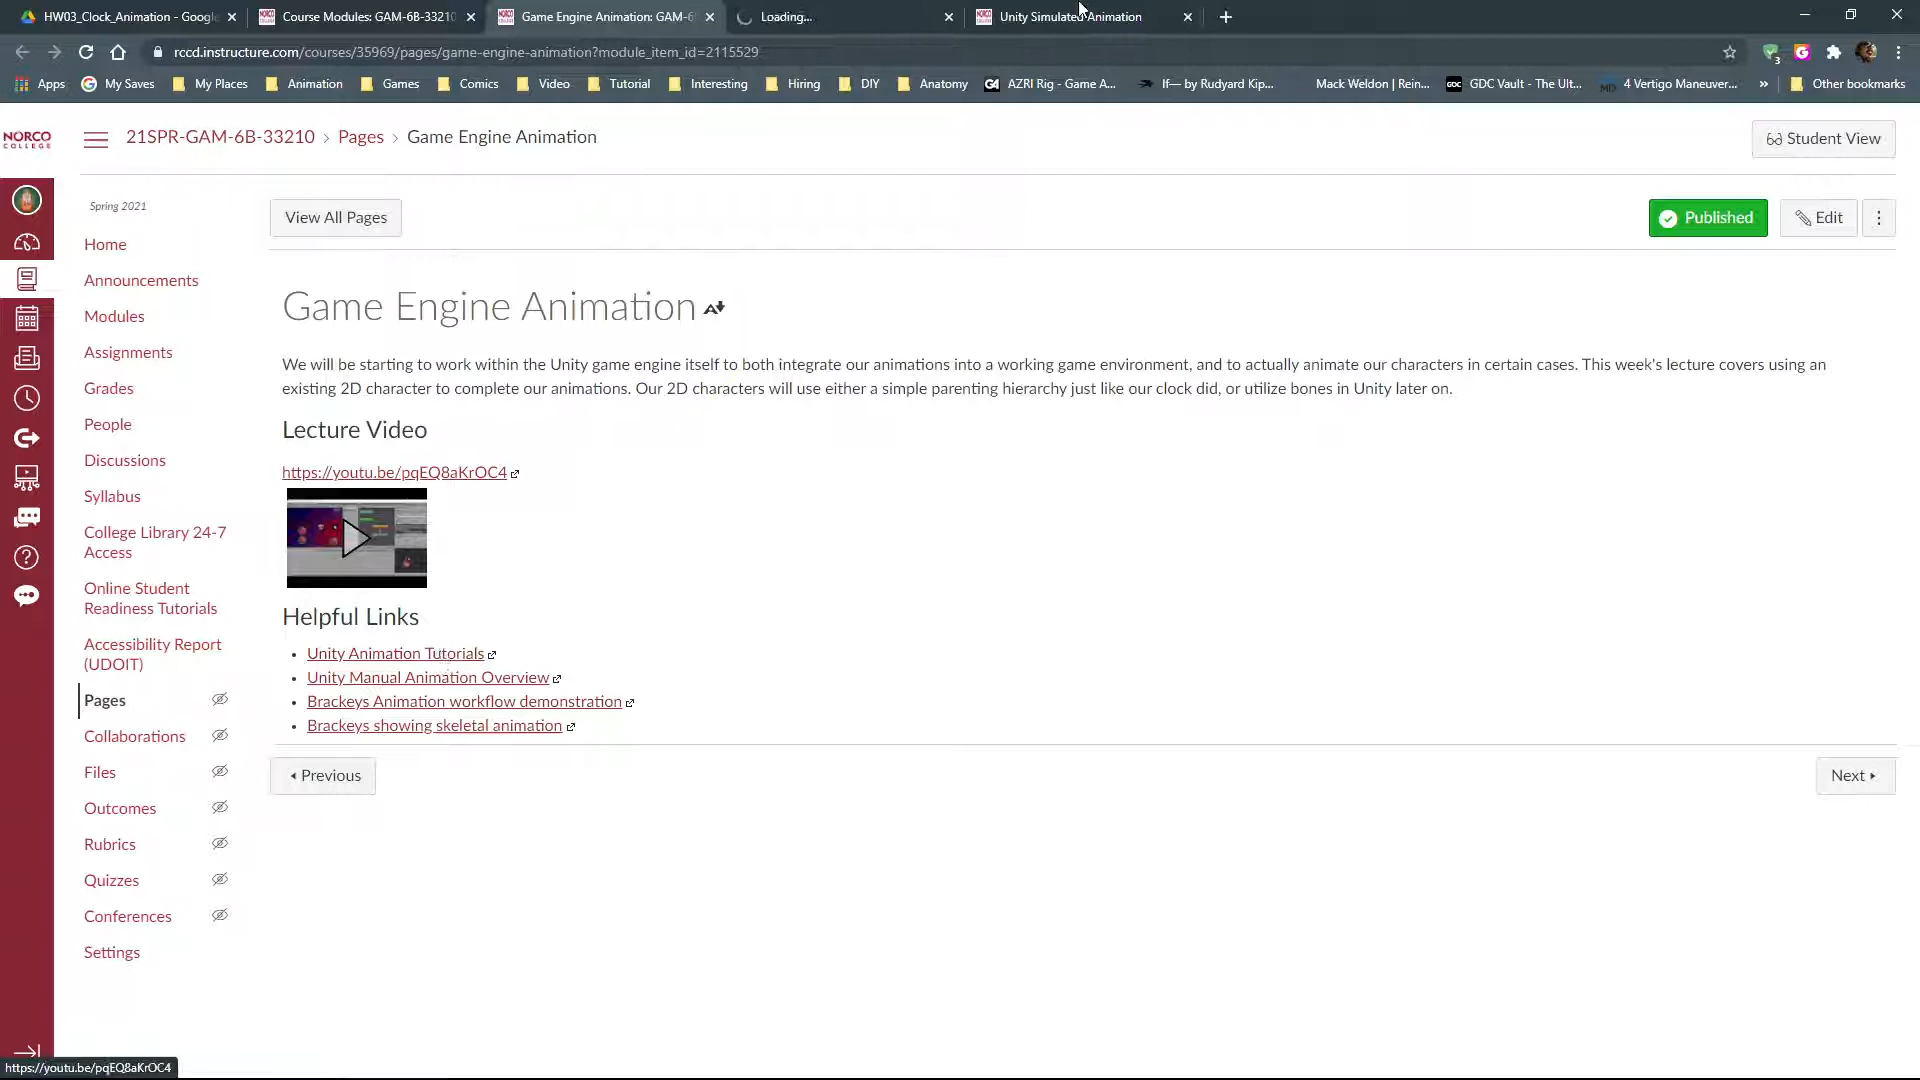 HW03_Clock_Animation - Google
Course Modules: GAM-6B-33210
Game Engine Animation: GAM-6
Loading...
Unity Simulated Animation
rccd.instructure.com/courses/35969/pages/game-engine-animation?module_item_id=2115529
3
Apps
My Saves
My Places
Animation
Games
Comics
Video
Tutorial
Interesting
Hiring
DIY
Anatomy
AZRI Rig - Game A...
If— by Rudyard Kip...
Mack Weldon | Rein...
GDC Vault - The Ult...
4 Vertigo Maneuver...
»
Other bookmarks
NORCO
COLLEGE
21SPR-GAM-6B-33210 › Pages › Game Engine Animation
Student View
Spring 2021
Home
Announcements
Modules
Assignments
Grades
People
Discussions
Syllabus
College Library 24-7
Access
Online Student
Readiness Tutorials
Accessibility Report
(UDOIT)
Pages
Collaborations
Files
Outcomes
Rubrics
Quizzes
Conferences
Settings
View All Pages
Published
Edit
Game Engine Animation
We will be starting to work within the Unity game engine itself to both integrate our animations into a working game environment, and to actually animate our characters in certain cases. This week's lecture covers using an
existing 2D character to complete our animations. Our 2D characters will use either a simple parenting hierarchy just like our clock did, or utilize bones in Unity later on.
Lecture Video
https://youtu.be/pqEQ8aKrOC4
Helpful Links
Unity Animation Tutorials
Unity Manual Animation Overview
Brackeys Animation workflow demonstration
Brackeys showing skeletal animation
Previous
Next
https://youtu.be/pqEQ8aKrOC4